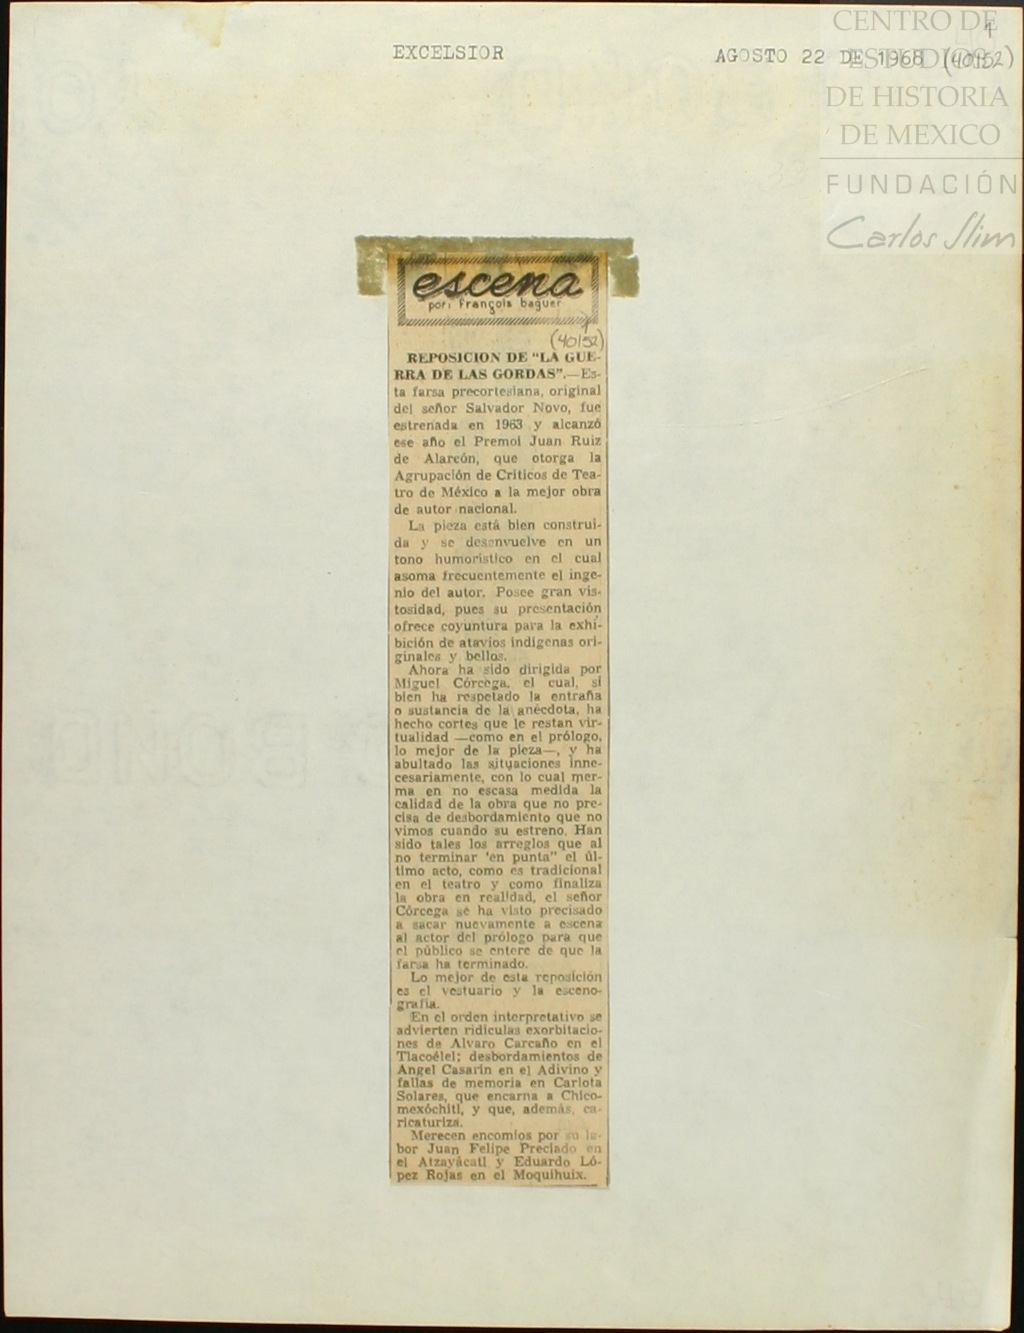 CENTRO DE
ESTUDIOS
DE HISTORIA
DE MEXICO
FUNDACIÓN
Carlos Slim
1
EXCELSIOR
AGOSTO 22 DE 1968 (40152)
escena
por: françois baguer
1
(40152)
REPOSICION DE "LA GUE-
RRA DE LAS GORDAS".—Es-
ta farsa precortesiana, original
del señor Salvador Novo, fue
estrenada en 1963 y alcanzó
ese año el Premoi Juan Ruiz
de Alarcón, que otorga la
Agrupación de Críticos de Tea-
tro de México a la mejor obra
de autor nacional.
La pieza está bien construí-
da y se desenvuelve en un
tono humorístico en el cual
asoma frecuentemente el inge-
nio del autor. Posee gran vis-
tosidad, pues su presentación
ofrece coyuntura para la exhi-
bición de atavíos indígenas ori-
ginales y bellos.
Ahora ha sido dirigida por
Miguel Córcega, el cual, si
bien ha respetado la entraña
o sustancia de la anécdota, ha
hecho cortes que le restan vir-
tualidad —como en el prólogo,
lo mejor de la pieza—, y ha
abultado las situaciones inne-
cesariamente, con lo cual mer-
ma en no escasa medida la
calidad de la obra que no pre-
cisa de desbordamiento que no
vimos cuando su estreno. Han
sido tales los arreglos que al
no terminar 'en punta" el úl-
timo acto, como es tradicional
en el teatro y como finaliza
la obra en realidad, el señor
Córcega se ha visto precisado
a sacar nuevamente a escena
al actor del prólogo para que
el público se entere de que la
farsa ha terminado.
Lo mejor de esta reposición
es el vestuario y la esceno-
grafía.
En el orden interpretativo se
advierten ridículas exorbitacio-
nes de Alvaro Carcaño en el
Tlacoélel; desbordamientos de
Angel Casarín en el Adivino y
fallas de memoria en Carlota
Solares, que encarna a Chico-
mexóchitl, y que, además, ca-
ricaturiza.
Merecen encomios por su la-
bor Juan Felipe Preciado en
el Atzayácatl y Eduardo Ló-
pez Rojas en el Moquihuix.